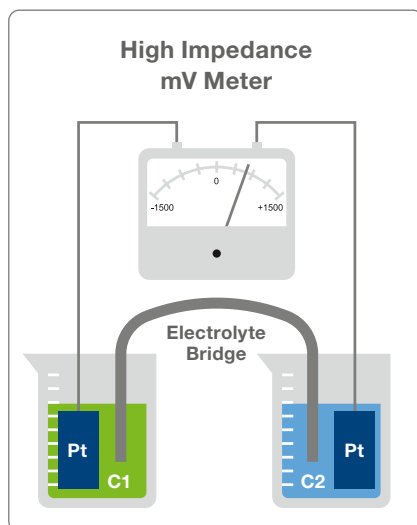 High Impedance
mV Meter
0
-1500
+1500
Electrolyte
Bridge
Pt
C1
C2
Pt